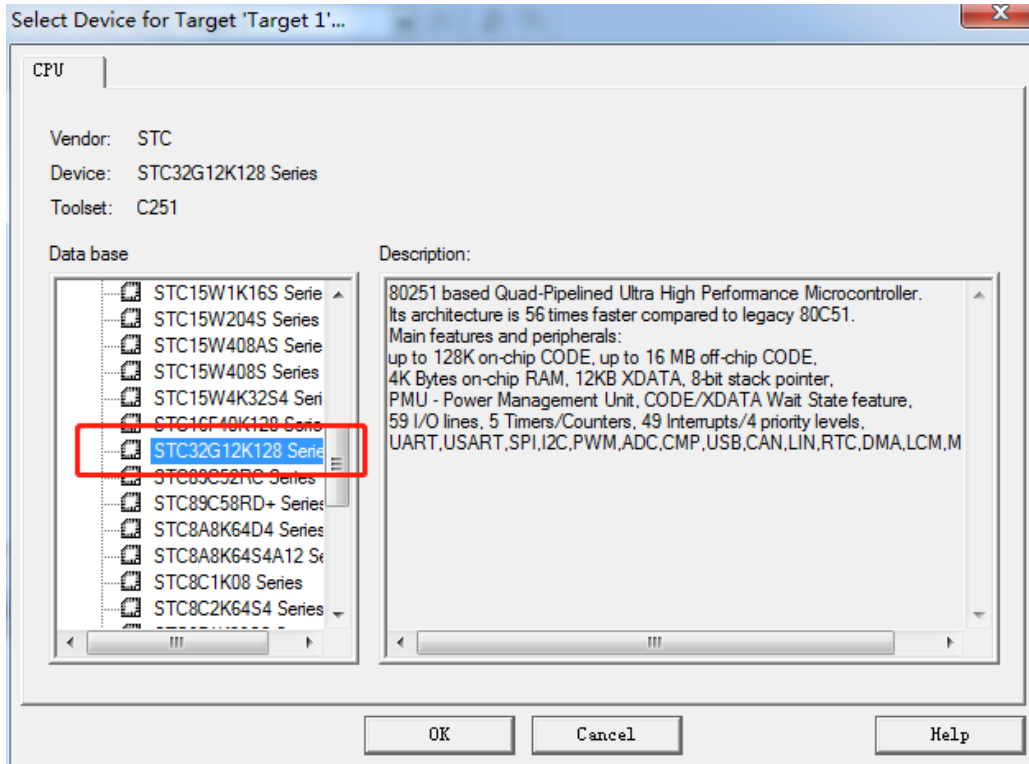 Select Device for Target 'Target 1'...
CPU
Vendor: STC
Device: STC32G12K128 Series
Toolset: C251
Data base
Description:
STC15W1K16S Serie
STC15W204S Series
STC15W408AS Serie
STC15W408S Series
STC15W4K32S4 Seri
STC16F40K128 Serie
STC32G12K128 Serie
STC89C52RC Series
STC89C58RD+ Series
STC8A8K64D4 Series
STC8A8K64S4A12 Se
STC8C1K08 Series
STC8C2K64S4 Series
80251 based Quad-Pipelined Ultra High Performance Microcontroller.
Its architecture is 56 times faster compared to legacy 80C51.
Main features and peripherals:
up to 128K on-chip CODE, up to 16 MB off-chip CODE,
4K Bytes on-chip RAM, 12KB XDATA, 8-bit stack pointer,
PMU - Power Management Unit, CODE/XDATA Wait State feature,
59 I/O lines, 5 Timers/Counters, 49 Interrupts/4 priority levels,
UART,USART,SPI,I2C,PWM,ADC,CMP,USB,CAN,LIN,RTC,DMA,LCM,M
OK
Cancel
Help